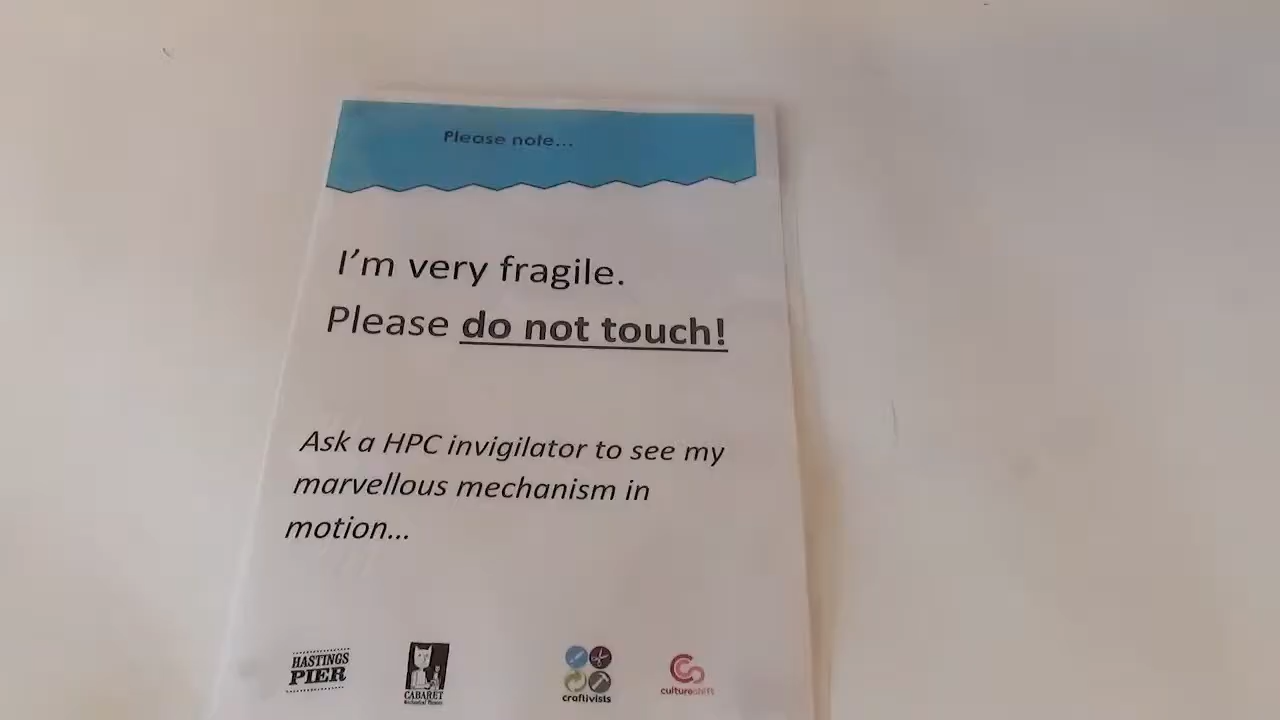 Please note...
I'm very fragile.
Please do not touch!
Ask a HPC invigilator to see my
marvellous mechanism in
motion...
HASTINGS
PIER
CABARET
craftivists
cultureshift